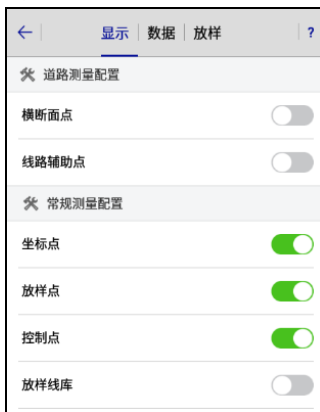 ← 显示 数据 放样 ?
道路测量配置
横断面点
线路辅助点
常规测量配置
坐标点
放样点
控制点
放样线库